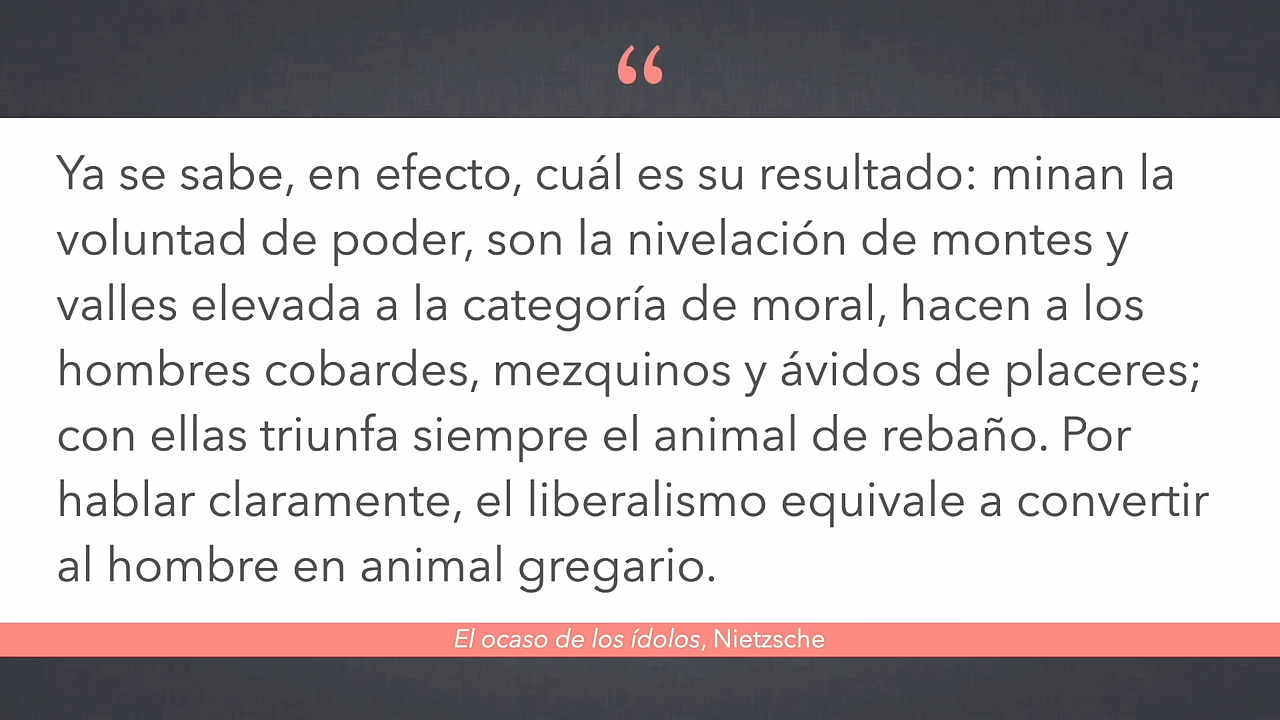 “
Ya se sabe, en efecto, cuál es su resultado: minan la
voluntad de poder, son la nivelación de montes y
valles elevada a la categoría de moral, hacen a los
hombres cobardes, mezquinos y ávidos de placeres;
con ellas triunfa siempre el animal de rebaño. Por
hablar claramente, el liberalismo equivale a convertir
al hombre en animal gregario.
El ocaso de los ídolos, Nietzsche